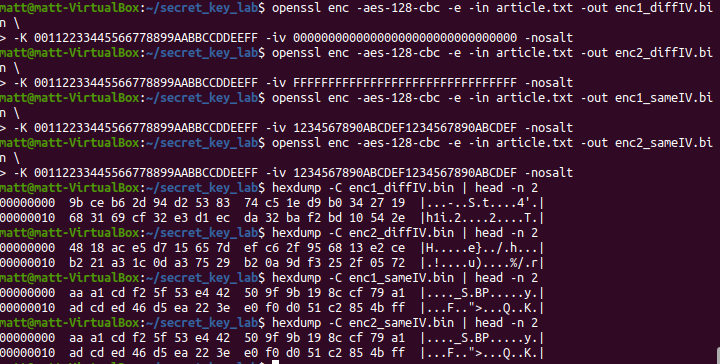 matt@matt-VirtualBox:~/secret_key_lab$ openssl enc -aes-128-cbc -e -in article.txt -out enc1_diffIV.bi
n \
> -K 00112233445566778899AABBCCDDEEFF -iv 00000000000000000000000000000000 -nosalt
matt@matt-VirtualBox:~/secret_key_lab$ openssl enc -aes-128-cbc -e -in article.txt -out enc2_diffIV.bi
n \
> -K 00112233445566778899AABBCCDDEEFF -iv FFFFFFFFFFFFFFFFFFFFFFFFFFFFFFFF -nosalt
matt@matt-VirtualBox:~/secret_key_lab$ openssl enc -aes-128-cbc -e -in article.txt -out enc1_sameIV.bi
n \
> -K 00112233445566778899AABBCCDDEEFF -iv 1234567890ABCDEF1234567890ABCDEF -nosalt
matt@matt-VirtualBox:~/secret_key_lab$ openssl enc -aes-128-cbc -e -in article.txt -out enc2_sameIV.bi
n \
> -K 00112233445566778899AABBCCDDEEFF -iv 1234567890ABCDEF1234567890ABCDEF -nosalt
matt@matt-VirtualBox:~/secret_key_lab$ hexdump -C enc1_diffIV.bin | head -n 2
00000000  9b ce b6 2d 94 d2 53 83  74 c5 1e d9 b0 34 27 19  |...-..S.t....4'.|
00000010  68 31 69 cf 32 e3 d1 ec  da 32 ba f2 bd 10 54 2e  |h1i.2....2....T.|
matt@matt-VirtualBox:~/secret_key_lab$ hexdump -C enc2_diffIV.bin | head -n 2
00000000  48 18 ac e5 d7 15 65 7d  ef c6 2f 95 68 13 e2 ce  |H.....e}../.h...|
00000010  b2 21 a3 1c 0d a3 75 29  b2 0a 9d f3 25 2f 05 72  |.!....u)....%/.r|
matt@matt-VirtualBox:~/secret_key_lab$ hexdump -C enc1_sameIV.bin | head -n 2
00000000  aa a1 cd f2 5f 53 e4 42  50 9f 9b 19 8c cf 79 a1  |...._S.BP.....y.|
00000010  ad cd ed 46 d5 ea 22 3e  e0 f0 d0 51 c2 85 4b ff  |...F..">...Q..K.|
matt@matt-VirtualBox:~/secret_key_lab$ hexdump -C enc2_sameIV.bin | head -n 2
00000000  aa a1 cd f2 5f 53 e4 42  50 9f 9b 19 8c cf 79 a1  |...._S.BP.....y.|
00000010  ad cd ed 46 d5 ea 22 3e  e0 f0 d0 51 c2 85 4b ff  |...F..">...Q..K.|